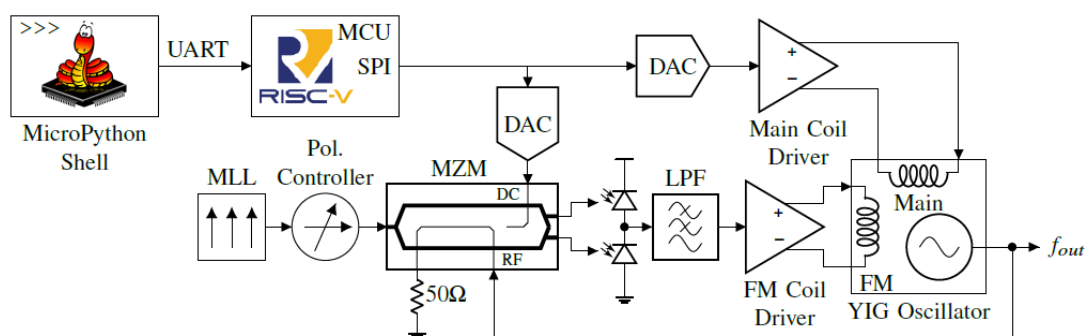 >>>
UART
MCU
SPI
RISC-V
DAC
MicroPython
Shell
DAC
Main Coil
Driver
MLL
Pol.
Controller
MZM
DC
RF
50Ω
LPF
Main
FM
FM Coil
Driver
YIG Oscillator
fout